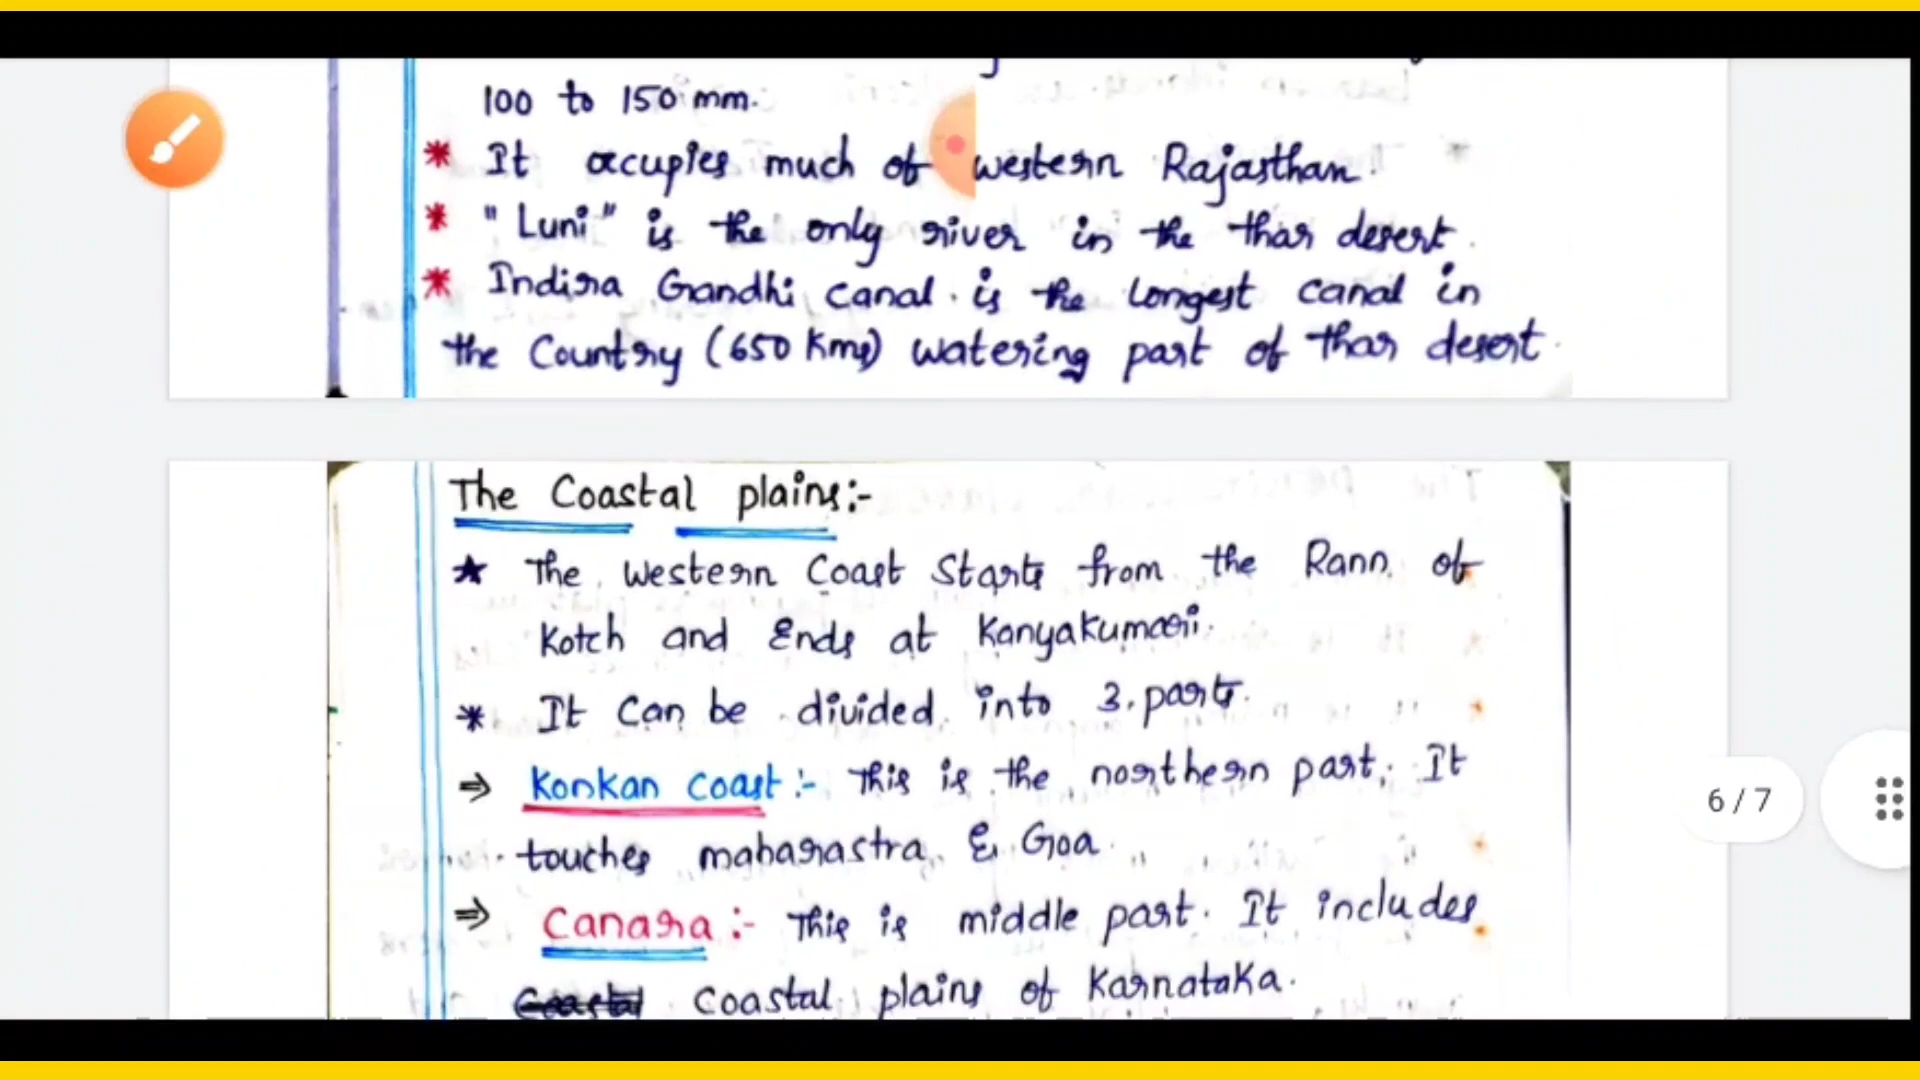 100 to 150 mm.
* It occupies much of western Rajasthan.
* "Luni" is the only river in the thar desert.
* Indira Gandhi canal is the longest canal in
the Country (650 Kms) watering part of thar desert
The Coastal plains:-
★ The western Coast Starts from the Rann of
Kotch and Ends at Kanyakumari.
* It Can be divided into 3 parts.
⇒ Konkan coast :- This is the northern part. It
touches maharastra & Goa.
⇒ Canara :- This is middle part. It includes
Coastal plains of Karnataka.
6 / 7